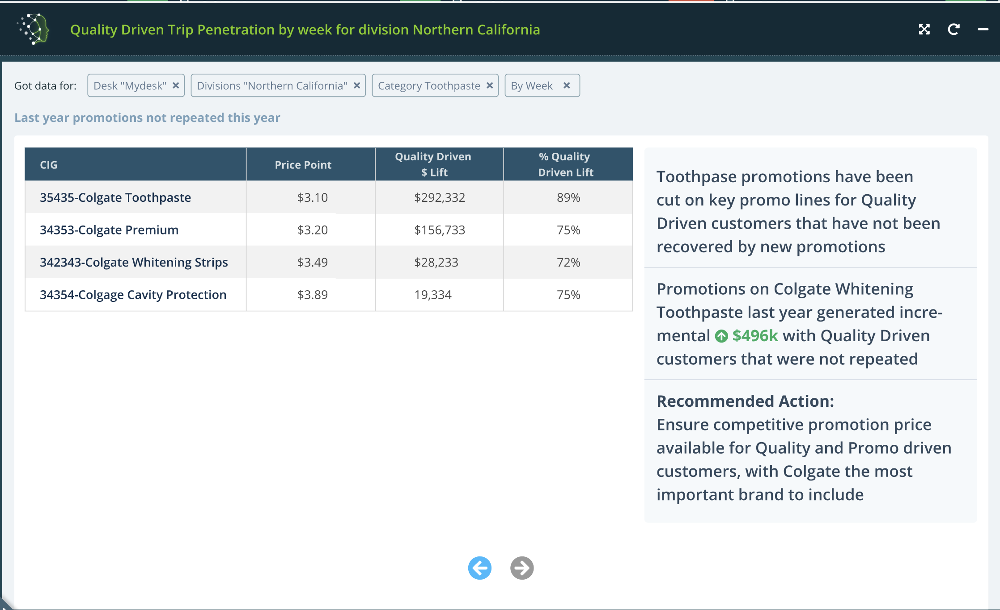 Quality Driven Trip Penetration by week for division Northern California
Got data for: Desk "Mydesk" Divisions "Northern California" Category Toothpaste By Week
Last year promotions not repeated this year
CIG Price Point Quality Driven $ Lift % Quality Driven Lift
35435-Colgate Toothpaste $3.10 $292,332 89%
34353-Colgate Premium $3.20 $156,733 75%
342343-Colgate Whitening Strips $3.49 $28,233 72%
34354-Colgage Cavity Protection $3.89 19,334 75%
Toothpase promotions have been
cut on key promo lines for Quality
Driven customers that have not been
recovered by new promotions
Promotions on Colgate Whitening
Toothpaste last year generated incre-
mental $496k with Quality Driven
customers that were not repeated
Recommended Action:
Ensure competitive promotion price
available for Quality and Promo driven
customers, with Colgate the most
important brand to include